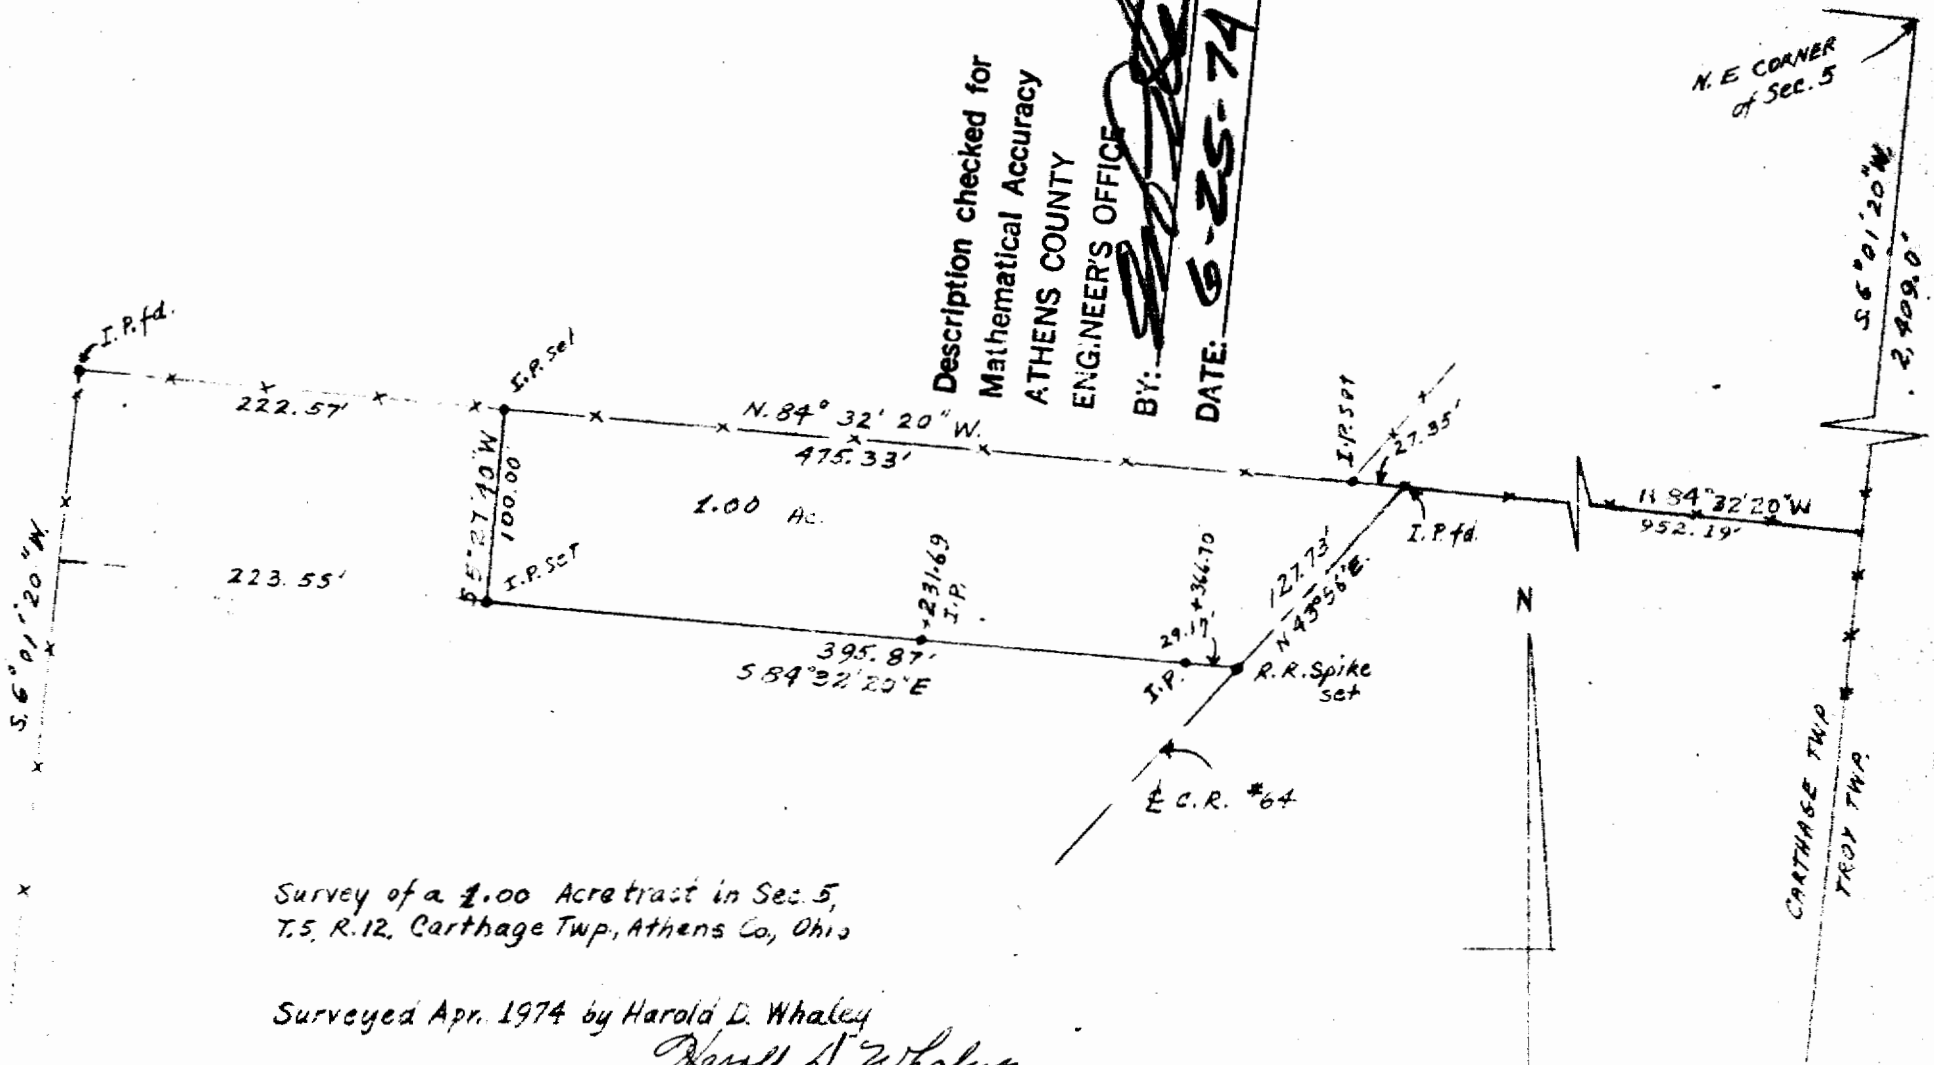 N. E CORNER
of Sec. 5
Description checked for
Mathematical Accuracy
ATHENS COUNTY
ENGINEER'S OFFICE
BY:
DATE: 6-25-74
S. 6° 01' 20" W.
2,409.0'
I.P. fd.
I.P. set
222.57'
N. 84° 32' 20" W.
475.33'
I.P. set
27.35'
S 5° 27' 40" W
100.00
1.00 Ac.
N 84° 32' 20" W
952.19'
I.P. fd.
127.73'
N 43° 56' E.
S. 6° 01' 20" W.
223.55'
I.P. set
+231.69
I.P.
29.17
+366.70
N
395.87'
S 84° 32' 20" E
I.P.
R.R. Spike
set
℄ C.R. #64
CARTHAGE TWP
TROY TWP.
Survey of a 1.00 Acre tract in Sec. 5,
T.5, R.12, Carthage Twp., Athens Co., Ohio
Surveyed Apr. 1974 by Harold D. Whaley
Harold D. Whaley